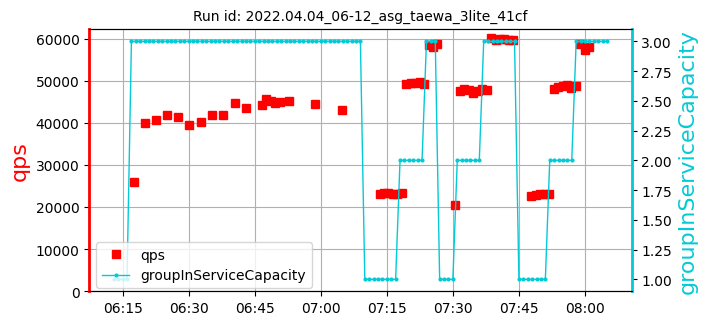 Run id: 2022.04.04_06-12_asg_taewa_3lite_41cf
60000
50000
40000
30000
20000
10000
0
qps
3.00
2.75
2.50
2.25
2.00
1.75
1.50
1.25
1.00
groupInServiceCapacity
qps
groupInServiceCapacity
06:15 06:30 06:45 07:00 07:15 07:30 07:45 08:00